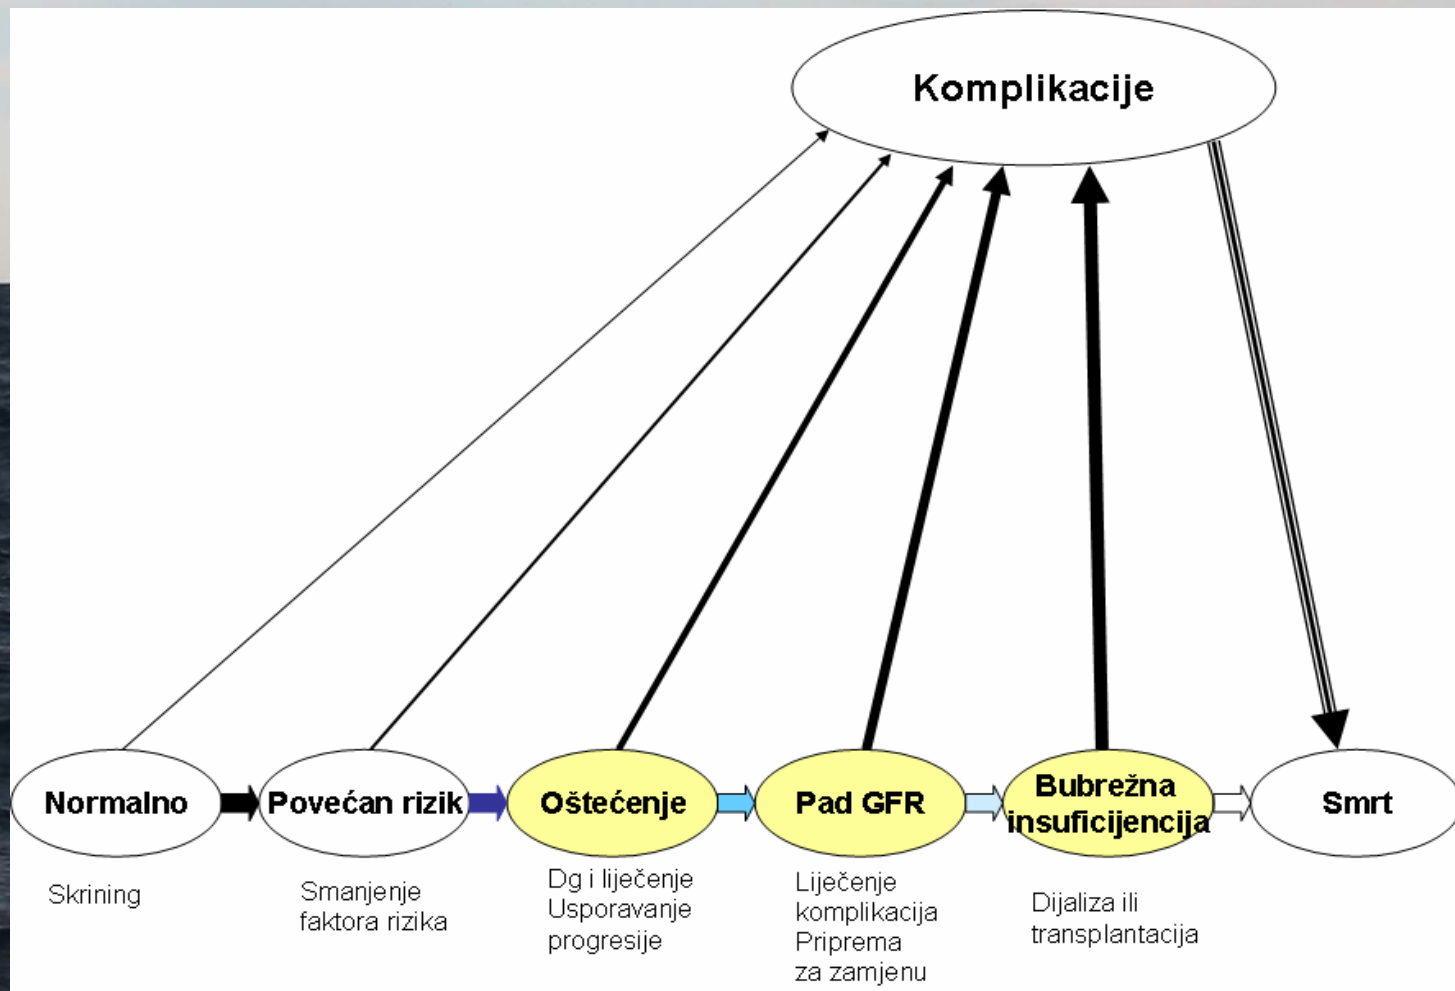 Komplikacije
Normalno
Povećan rizik
Oštećenje
Pad GFR
Bubrežna
insuficijencija
Smrt
Skrining
Smanjenje
faktora rizika
Dg i liječenje
Usporavanje
progresije
Liječenje
komplikacija
Priprema
za zamjenu
Dijaliza ili
transplantacija